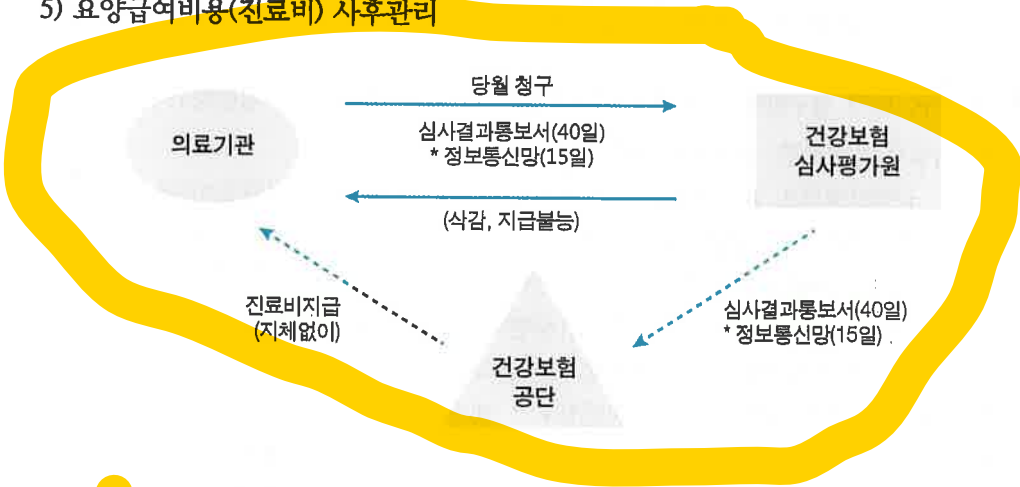 5) 요양급여비용(진료비) 사후관리
당월 청구
의료기관
심사결과통보서(40일)
* 정보통신망(15일)
건강보험
심사평가원
(삭감, 지급불능)
진료비지급
(지체없이)
심사결과통보서(40일)
* 정보통신망(15일)
건강보험
공단